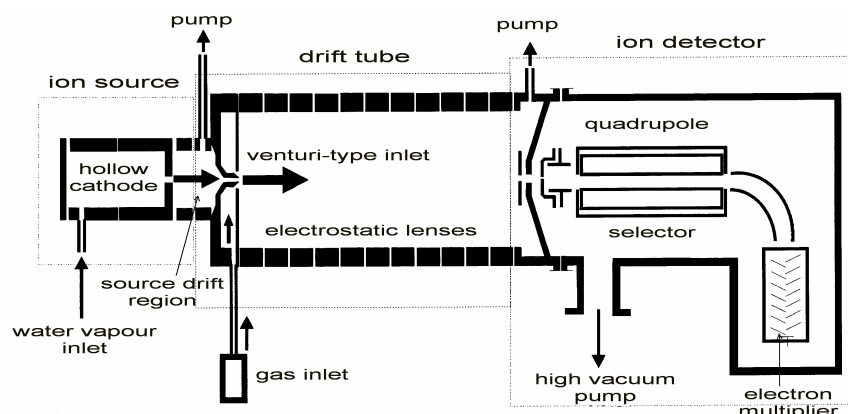 pump
pump
drift tube
ion detector
ion source
quadrupole
hollow
cathode
venturi-type inlet
electrostatic lenses
selector
source drift
region
water vapour
inlet
gas inlet
high vacuum
pump
electron
multiplier